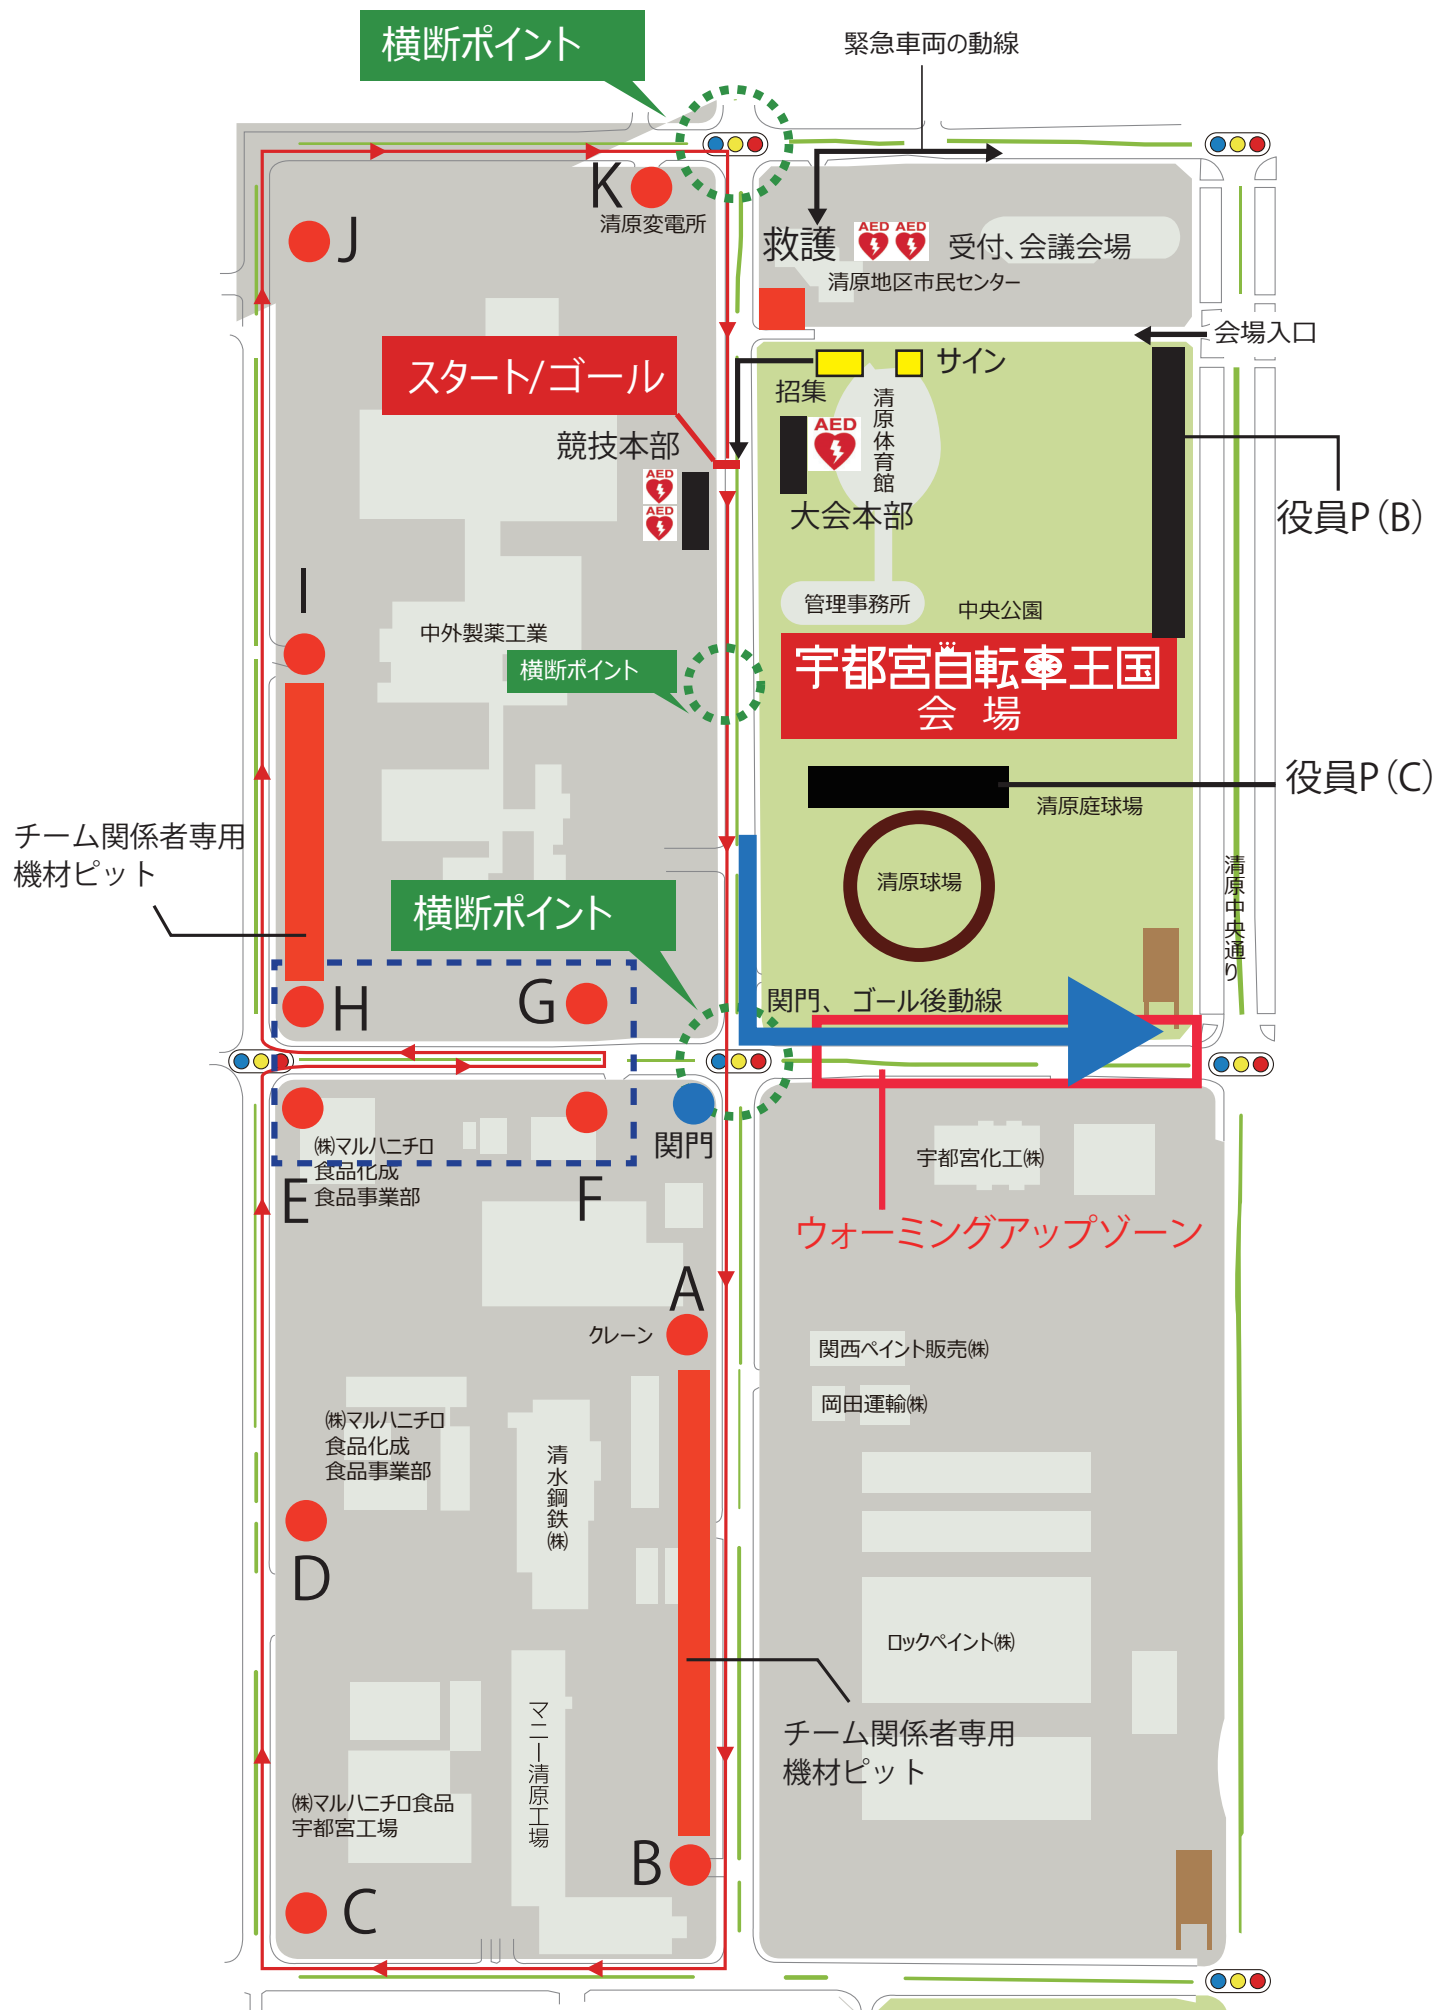 横断ポイント
緊急車両の動線
K
清原変電所
J
救護
AED AED
受付、会議会場
清原地区市民センター
会場入口
スタート/ゴール
サイン
招集
清原体育館
競技本部
AED
AED
AED
大会本部
役員P（B）
I
管理事務所
中央公園
中外製薬工業
横断ポイント
宇都宮自転車王国
会 場
役員P（C）
清原庭球場
チーム関係者専用
機材ピット
清原球場
清原中央通り
横断ポイント
H
G
関門、ゴール後動線
関門
㈱マルハニチロ
食品化成
食品事業部
E
F
宇都宮化工㈱
ウォーミングアップゾーン
A
クレーン
関西ペイント販売㈱
岡田運輸㈱
㈱マルハニチロ
食品化成
食品事業部
清水鋼鉄㈱
D
ロックペイント㈱
マニー清原工場
チーム関係者専用
機材ピット
㈱マルハニチロ食品
宇都宮工場
B
C